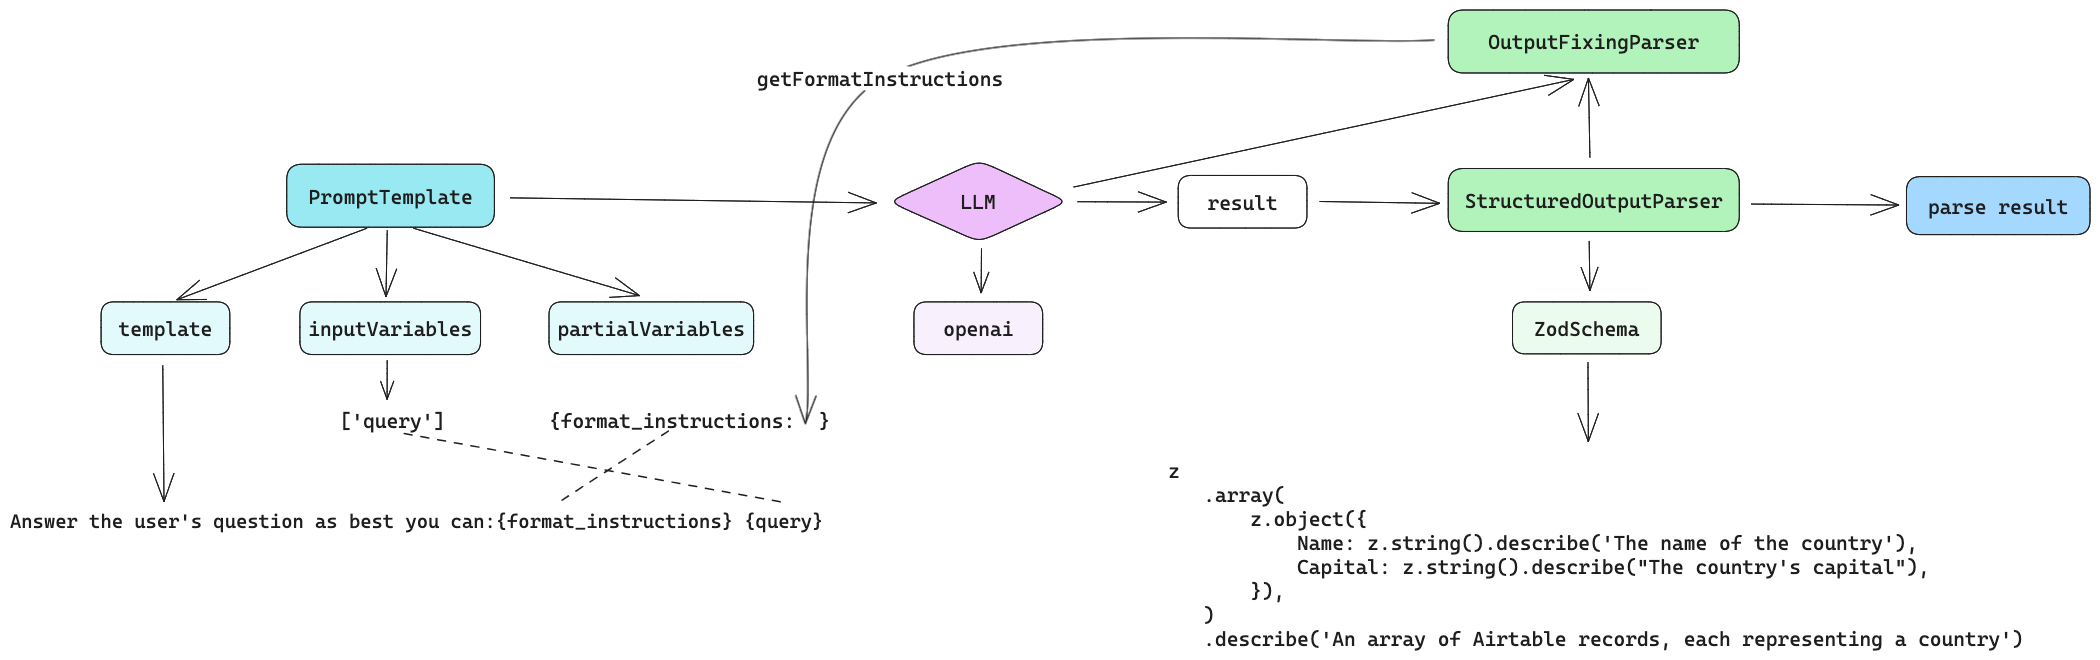 OutputFixingParser
getFormatInstructions
PromptTemplate
LLM
result
StructuredOutputParser
parse result
template
inputVariables
partialVariables
openai
ZodSchema
['query']
{format_instructions:  }
Answer the user's question as best you can:{format_instructions} {query}
z
.array(
z.object({
Name: z.string().describe('The name of the country'),
Capital: z.string().describe("The country's capital"),
}),
)
.describe('An array of Airtable records, each representing a country')